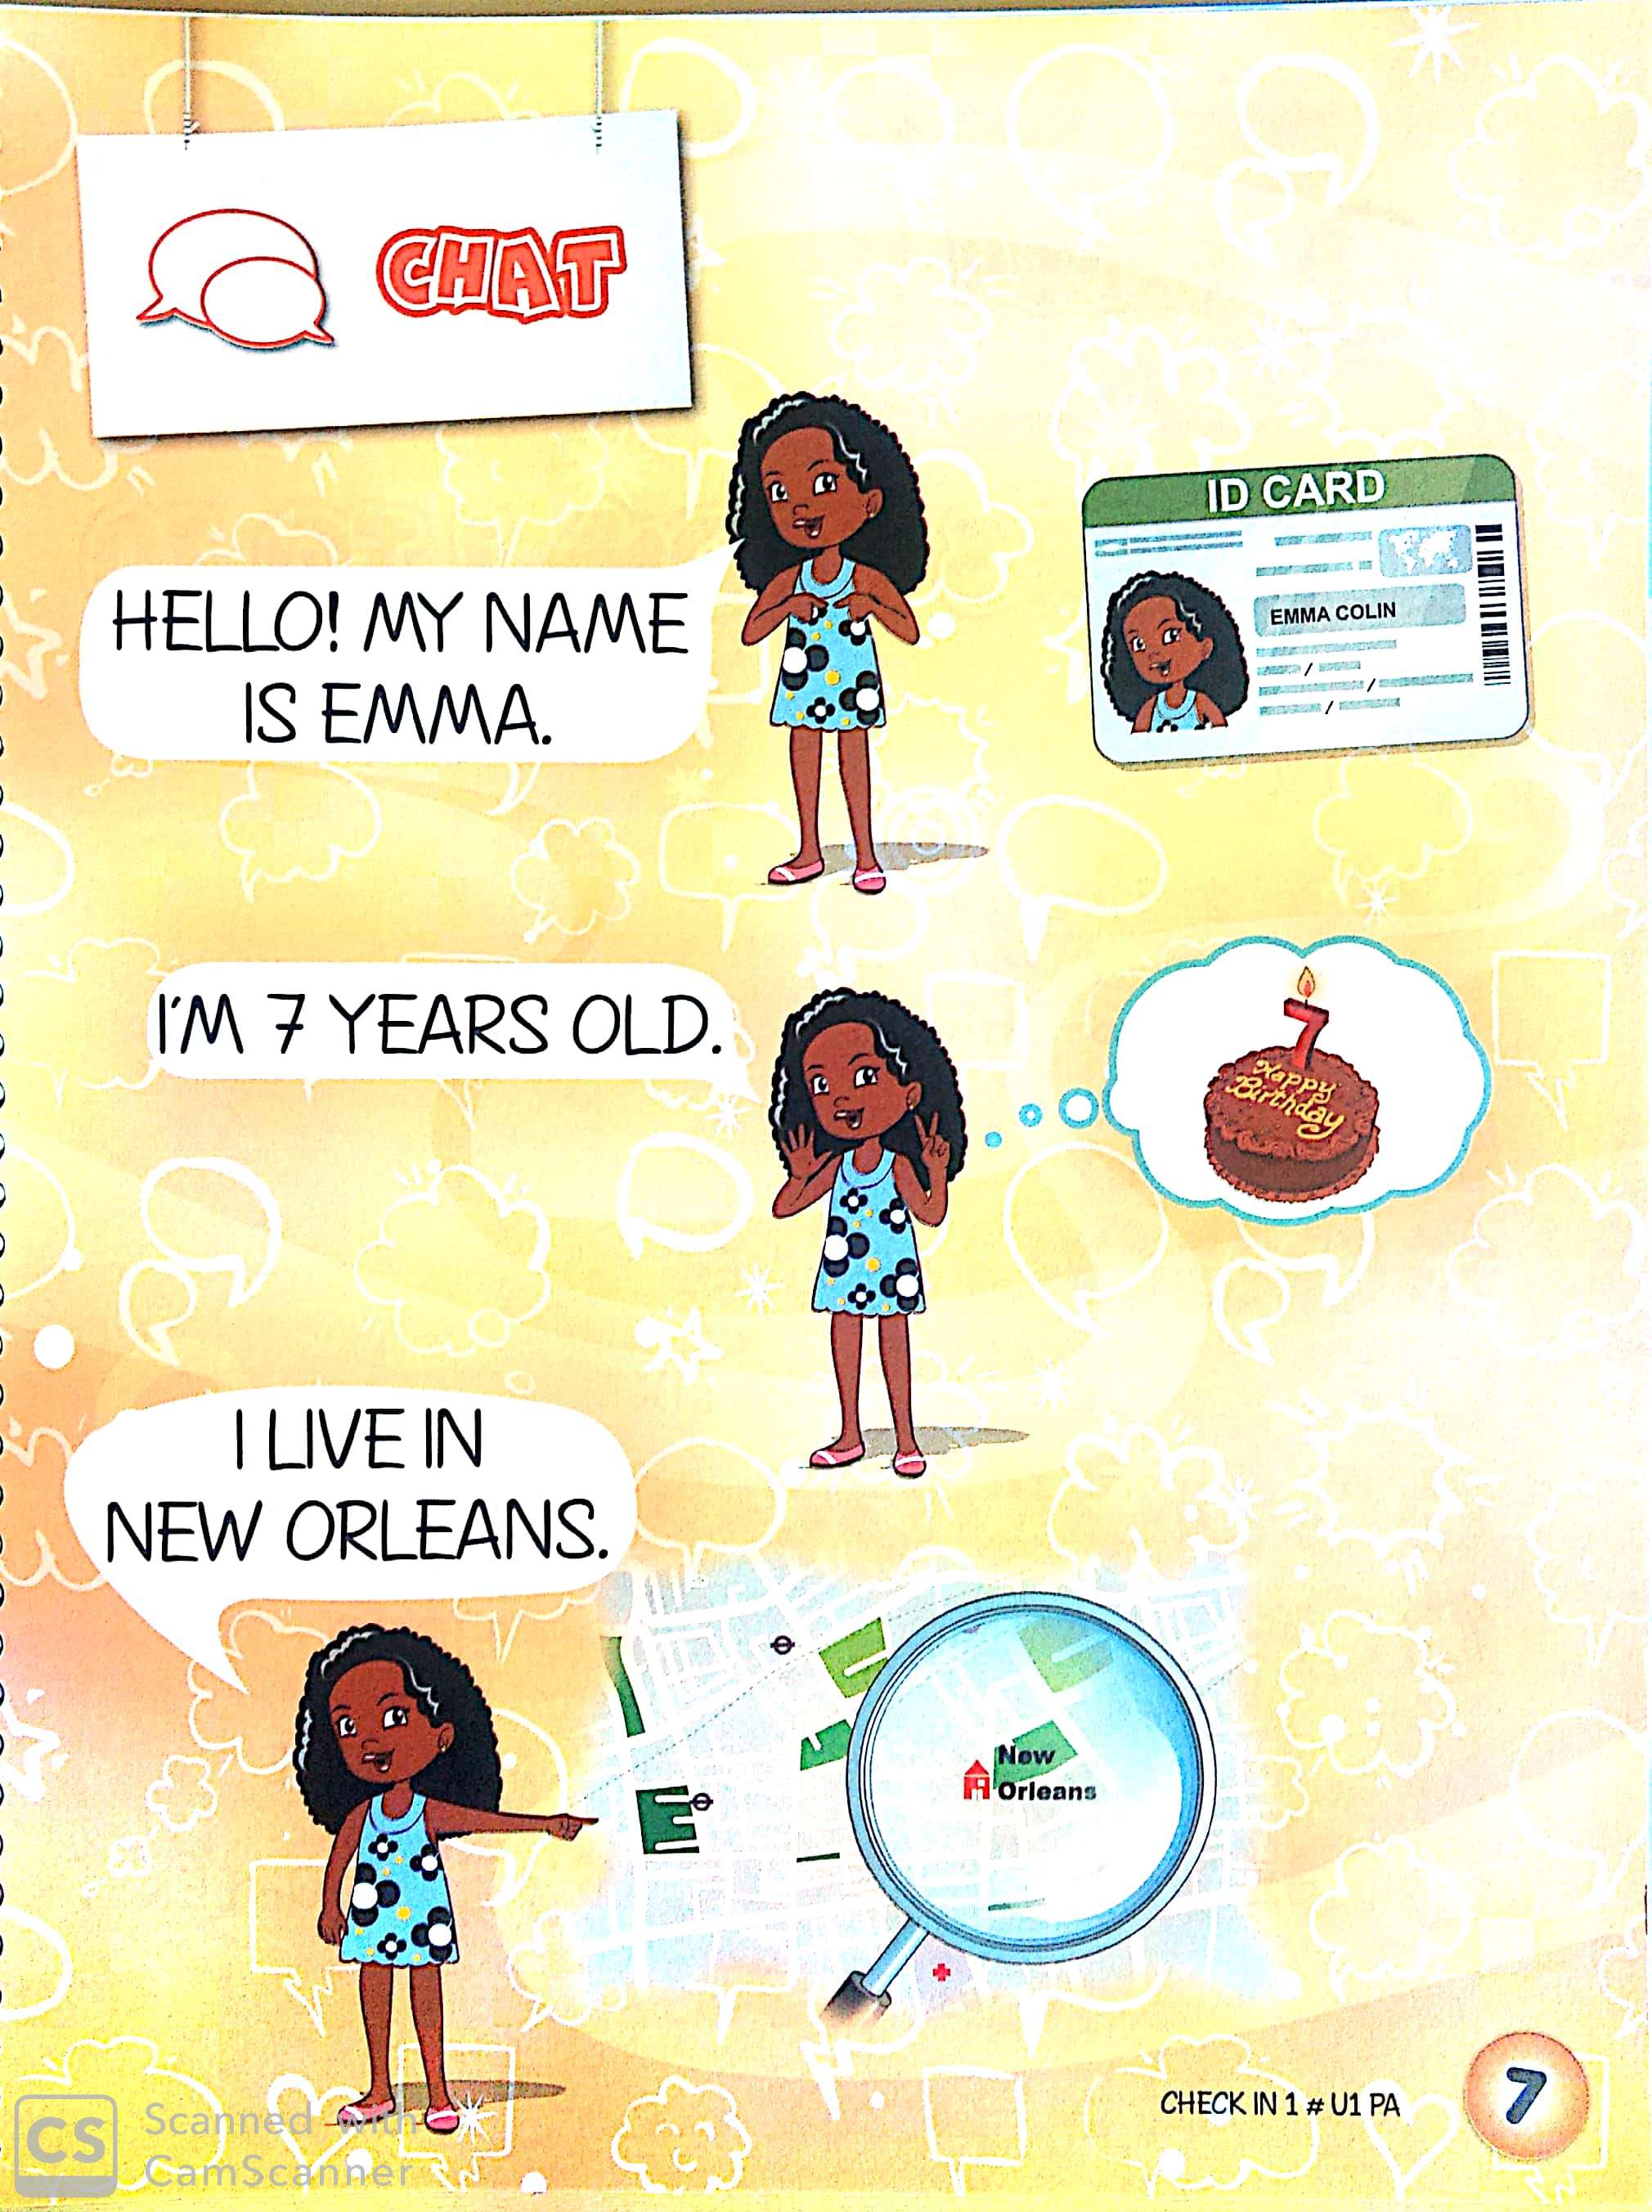 CHAT
ID CARD
EMMA COLIN
HELLO! MY NAME
IS EMMA.
I'M 7 YEARS OLD.
7
Happy
Birthday
I LIVE IN
NEW ORLEANS.
New
Orleans
CHECK IN 1 # U1 PA
7
CS
Scanned with
CamScanner